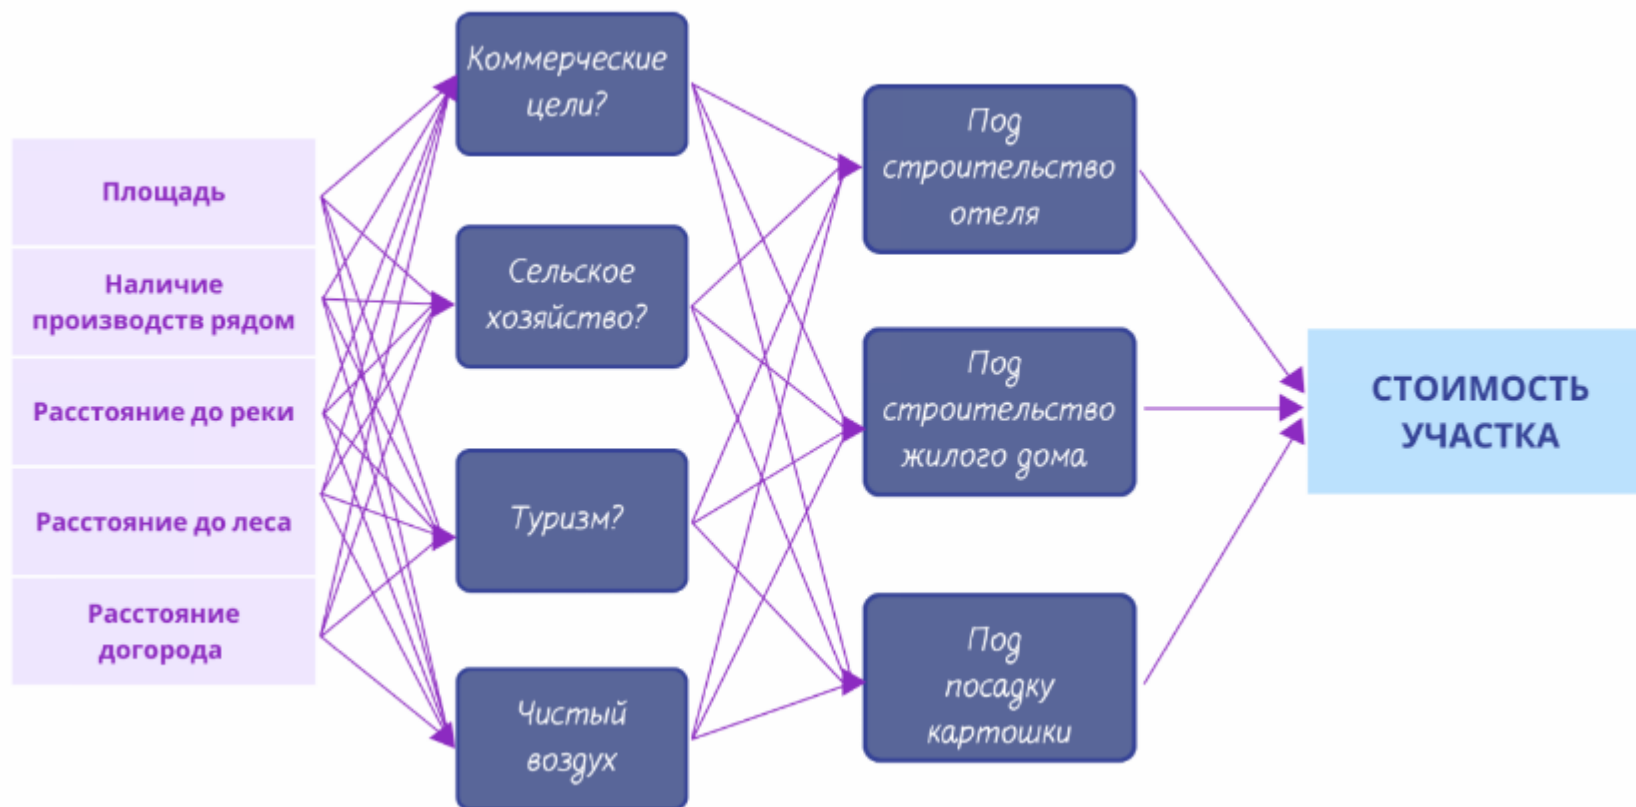 Площадь
Наличие
производств рядом
Расстояние до реки
Расстояние до леса
Расстояние
догорода
Коммерческие
цели?
Сельское
хозяйство?
Туризм?
Чистый
воздух
Под
строительство
отеля
Под
строительство
жилого дома
Под
посадку
картошки
СТОИМОСТЬ
УЧАСТКА